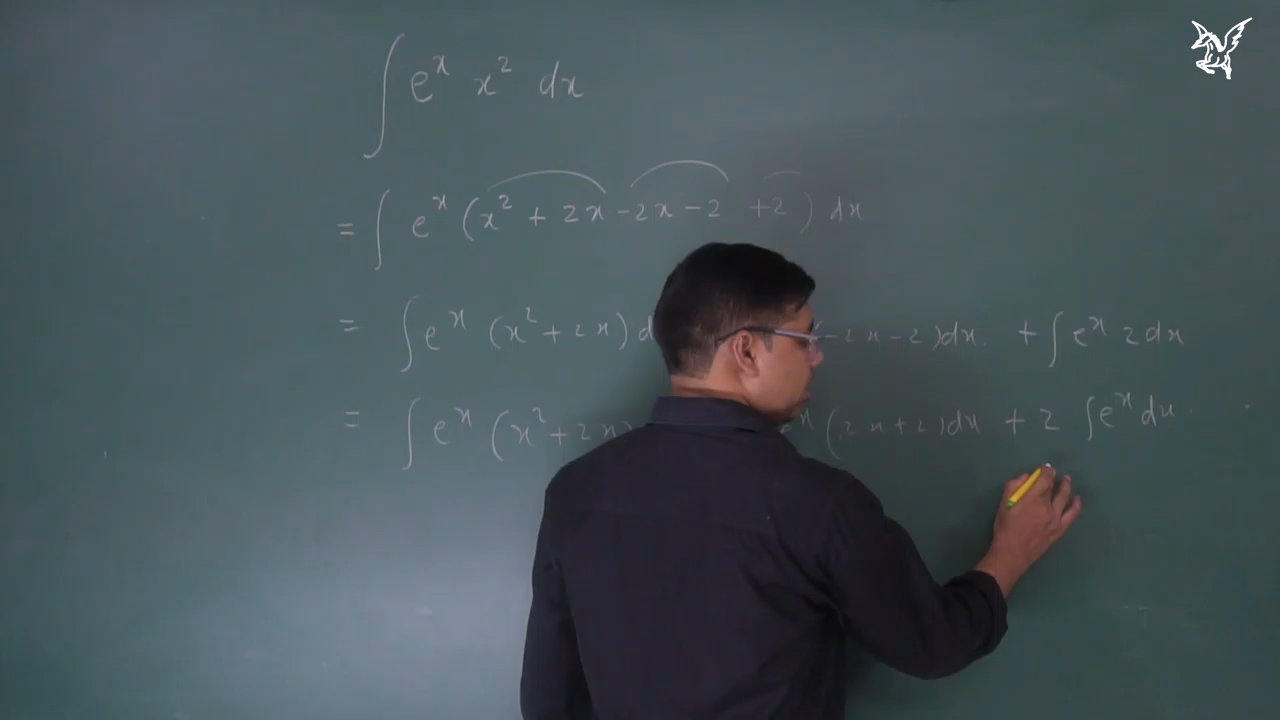 ∫ eˣ x² dx
= ∫ eˣ (x² + 2x - 2x - 2 + 2) dx
= ∫ eˣ (x² + 2x) d - 2x - 2) dx + ∫ eˣ 2 dx
= ∫ eˣ (x² + 2x) eˣ (2x + 2) dx + 2 ∫ eˣ dx